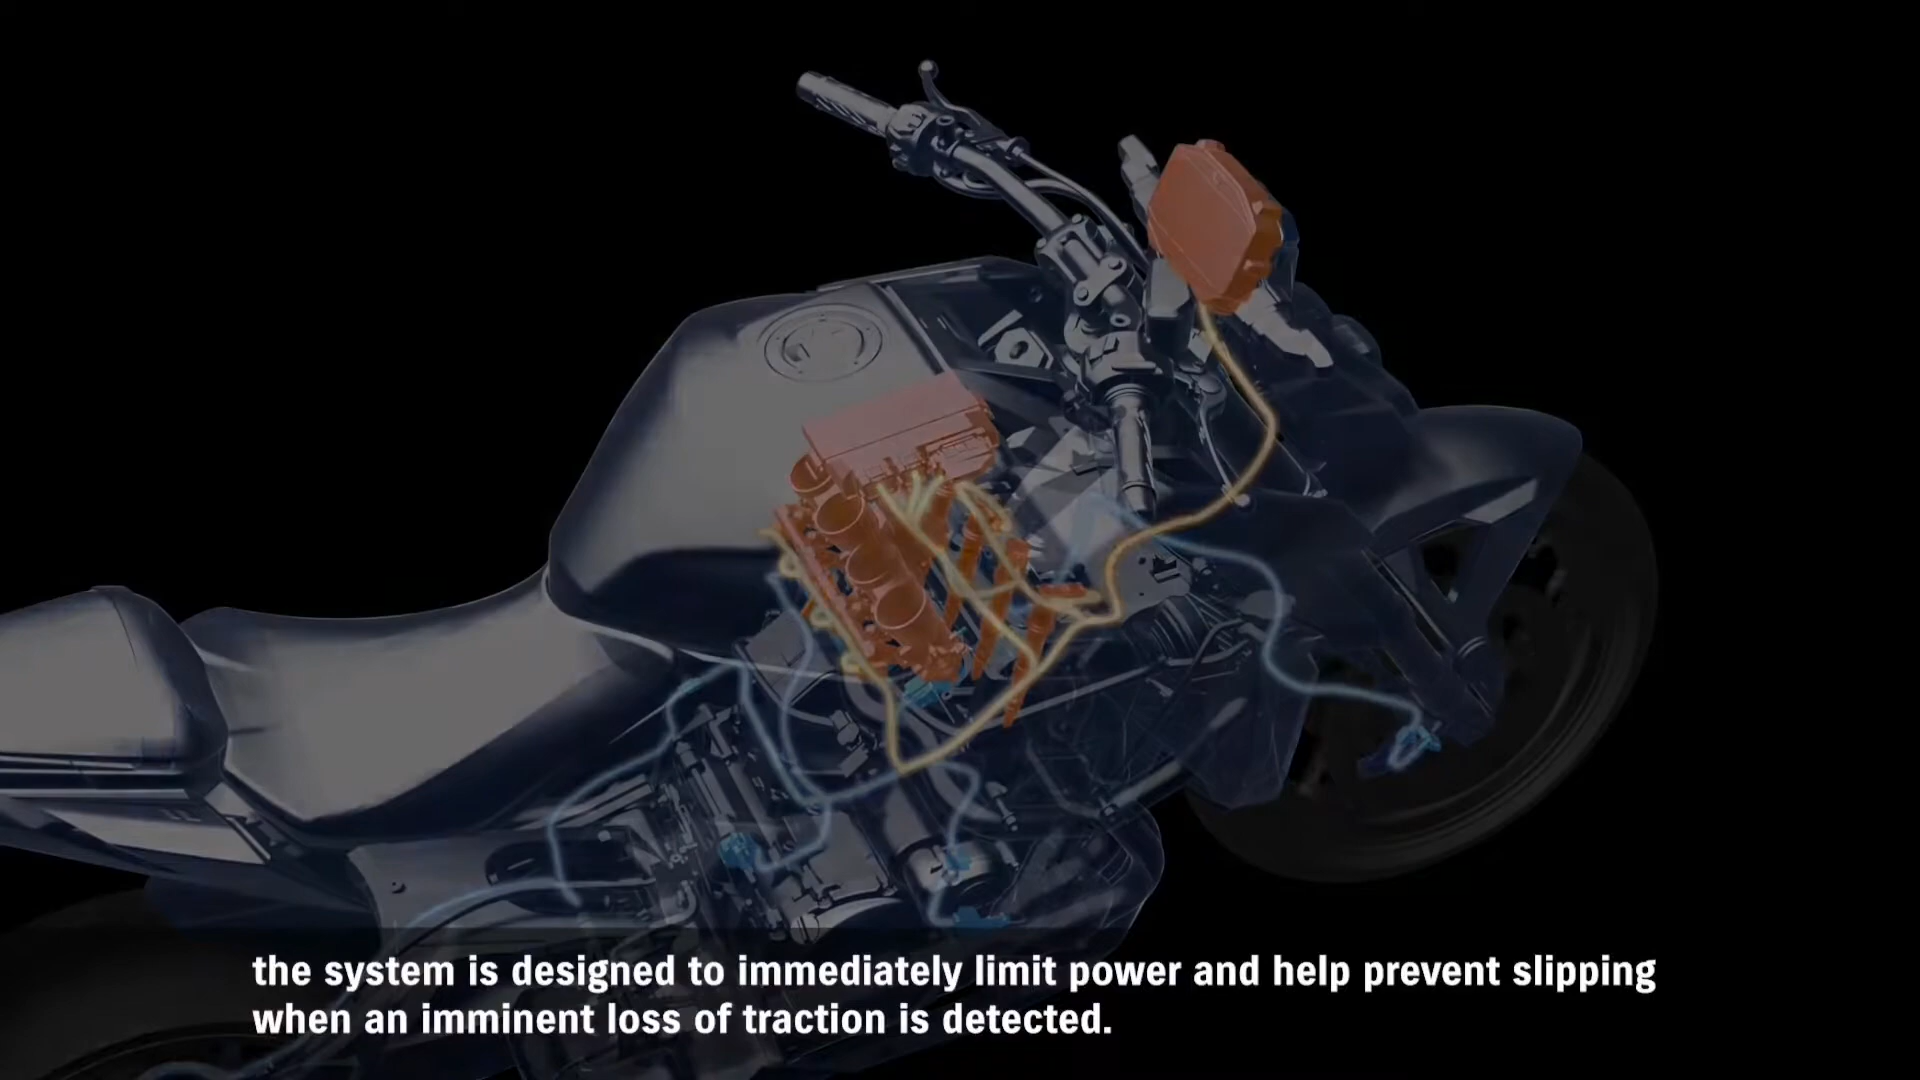 the system is designed to immediately limit power and help prevent slipping
when an imminent loss of traction is detected.